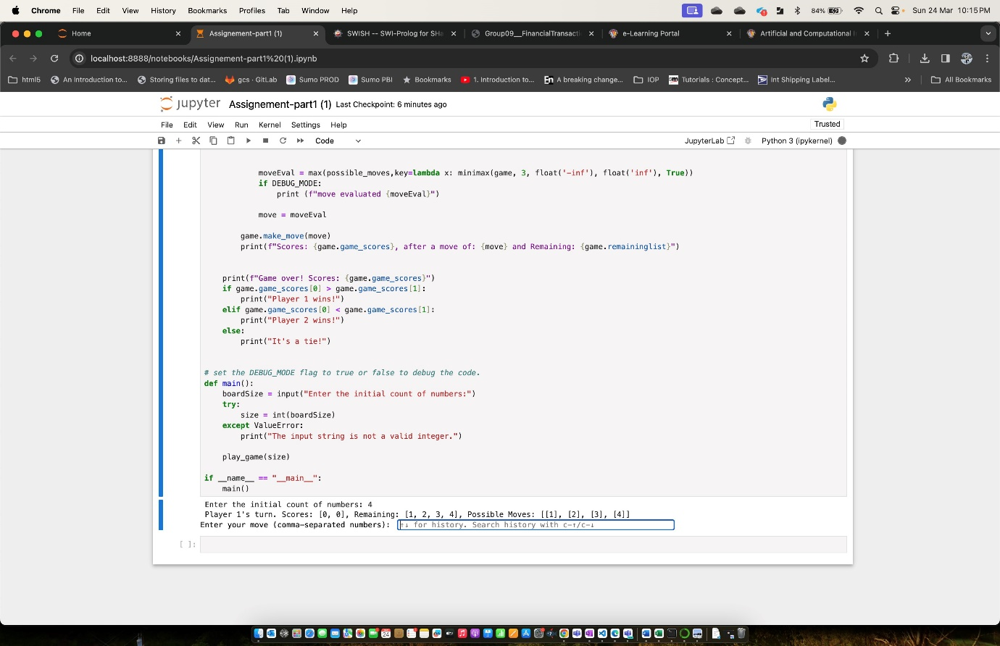 Chrome File Edit View History Bookmarks Profiles Tab Window Help 84% Sun 24 Mar 10:15 PM
Home Assignement-part1 (1) SWISH -- SWI-Prolog for SHa Group09__FinancialTransacti e-Learning Portal Artificial and Computational I
localhost:8888/notebooks/Assignement-part1%20(1).ipynb
html5 An Introduction to... Storing files to dat... gcs · GitLab Sumo PROD Sumo PBI Bookmarks 1. Introduction to... En A breaking change... IOP Tutorials : Concept... Int Shipping Label... » All Bookmarks
jupyter Assignement-part1 (1) Last Checkpoint: 6 minutes ago
File Edit View Run Kernel Settings Help Trusted
Code JupyterLab Python 3 (ipykernel)
moveEval = max(possible_moves,key=lambda x: minimax(game, 3, float('-inf'), float('inf'), True))
if DEBUG_MODE:
print (f"move evaluated {moveEval}")
move = moveEval
game.make_move(move)
print(f"Scores: {game.game_scores}, after a move of: {move} and Remaining: {game.remaininglist}")
print(f"Game over! Scores: {game.game_scores}")
if game.game_scores[0] > game.game_scores[1]:
print("Player 1 wins!")
elif game.game_scores[0] < game.game_scores[1]:
print("Player 2 wins!")
else:
print("It's a tie!")
# set the DEBUG_MODE flag to true or false to debug the code.
def main():
boardSize = input("Enter the initial count of numbers:")
try:
size = int(boardSize)
except ValueError:
print("The input string is not a valid integer.")
play_game(size)
if __name__ == "__main__":
main()
Enter the initial count of numbers: 4
Player 1's turn. Scores: [0, 0], Remaining: [1, 2, 3, 4], Possible Moves: [[1], [2], [3], [4]]
Enter your move (comma-separated numbers): ↑↓ for history. Search history with c-↑/c-↓
[ ]: